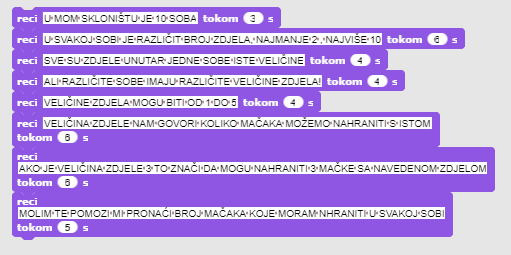 reci U MOM SKLONIŠTU JE 10 SOBA tokom 3 s
reci U SVAKOJ SOBI JE RAZLIČIT BROJ ZDJELA, NAJMANJE 2 , NAJVIŠE 10 tokom 6 s
reci SVE SU ZDJELE UNUTAR JEDNE SOBE ISTE VELIČINE tokom 4 s
reci ALI RAZLIČITE SOBE IMAJU RAZLIČITE VELIČINE ZDJELA! tokom 4 s
reci VELIČINE ZDJELA MOGU BITI OD 1 DO 5 tokom 4 s
reci VELIČINA ZDJELE NAM GOVORI KOLIKO MAČAKA MOŽEMO NAHRANITI S ISTOM
tokom 6 s
reci
AKO JE VELIČINA ZDJELE 3 TO ZNAČI DA MOGU NAHRANITI 3 MAČKE SA NAVEDENOM ZDJELOM
tokom 6 s
reci
MOLIM TE POMOZI MI PRONAĆI BROJ MAČAKA KOJE MORAM NHRANITI U SVAKOJ SOBI
tokom 5 s